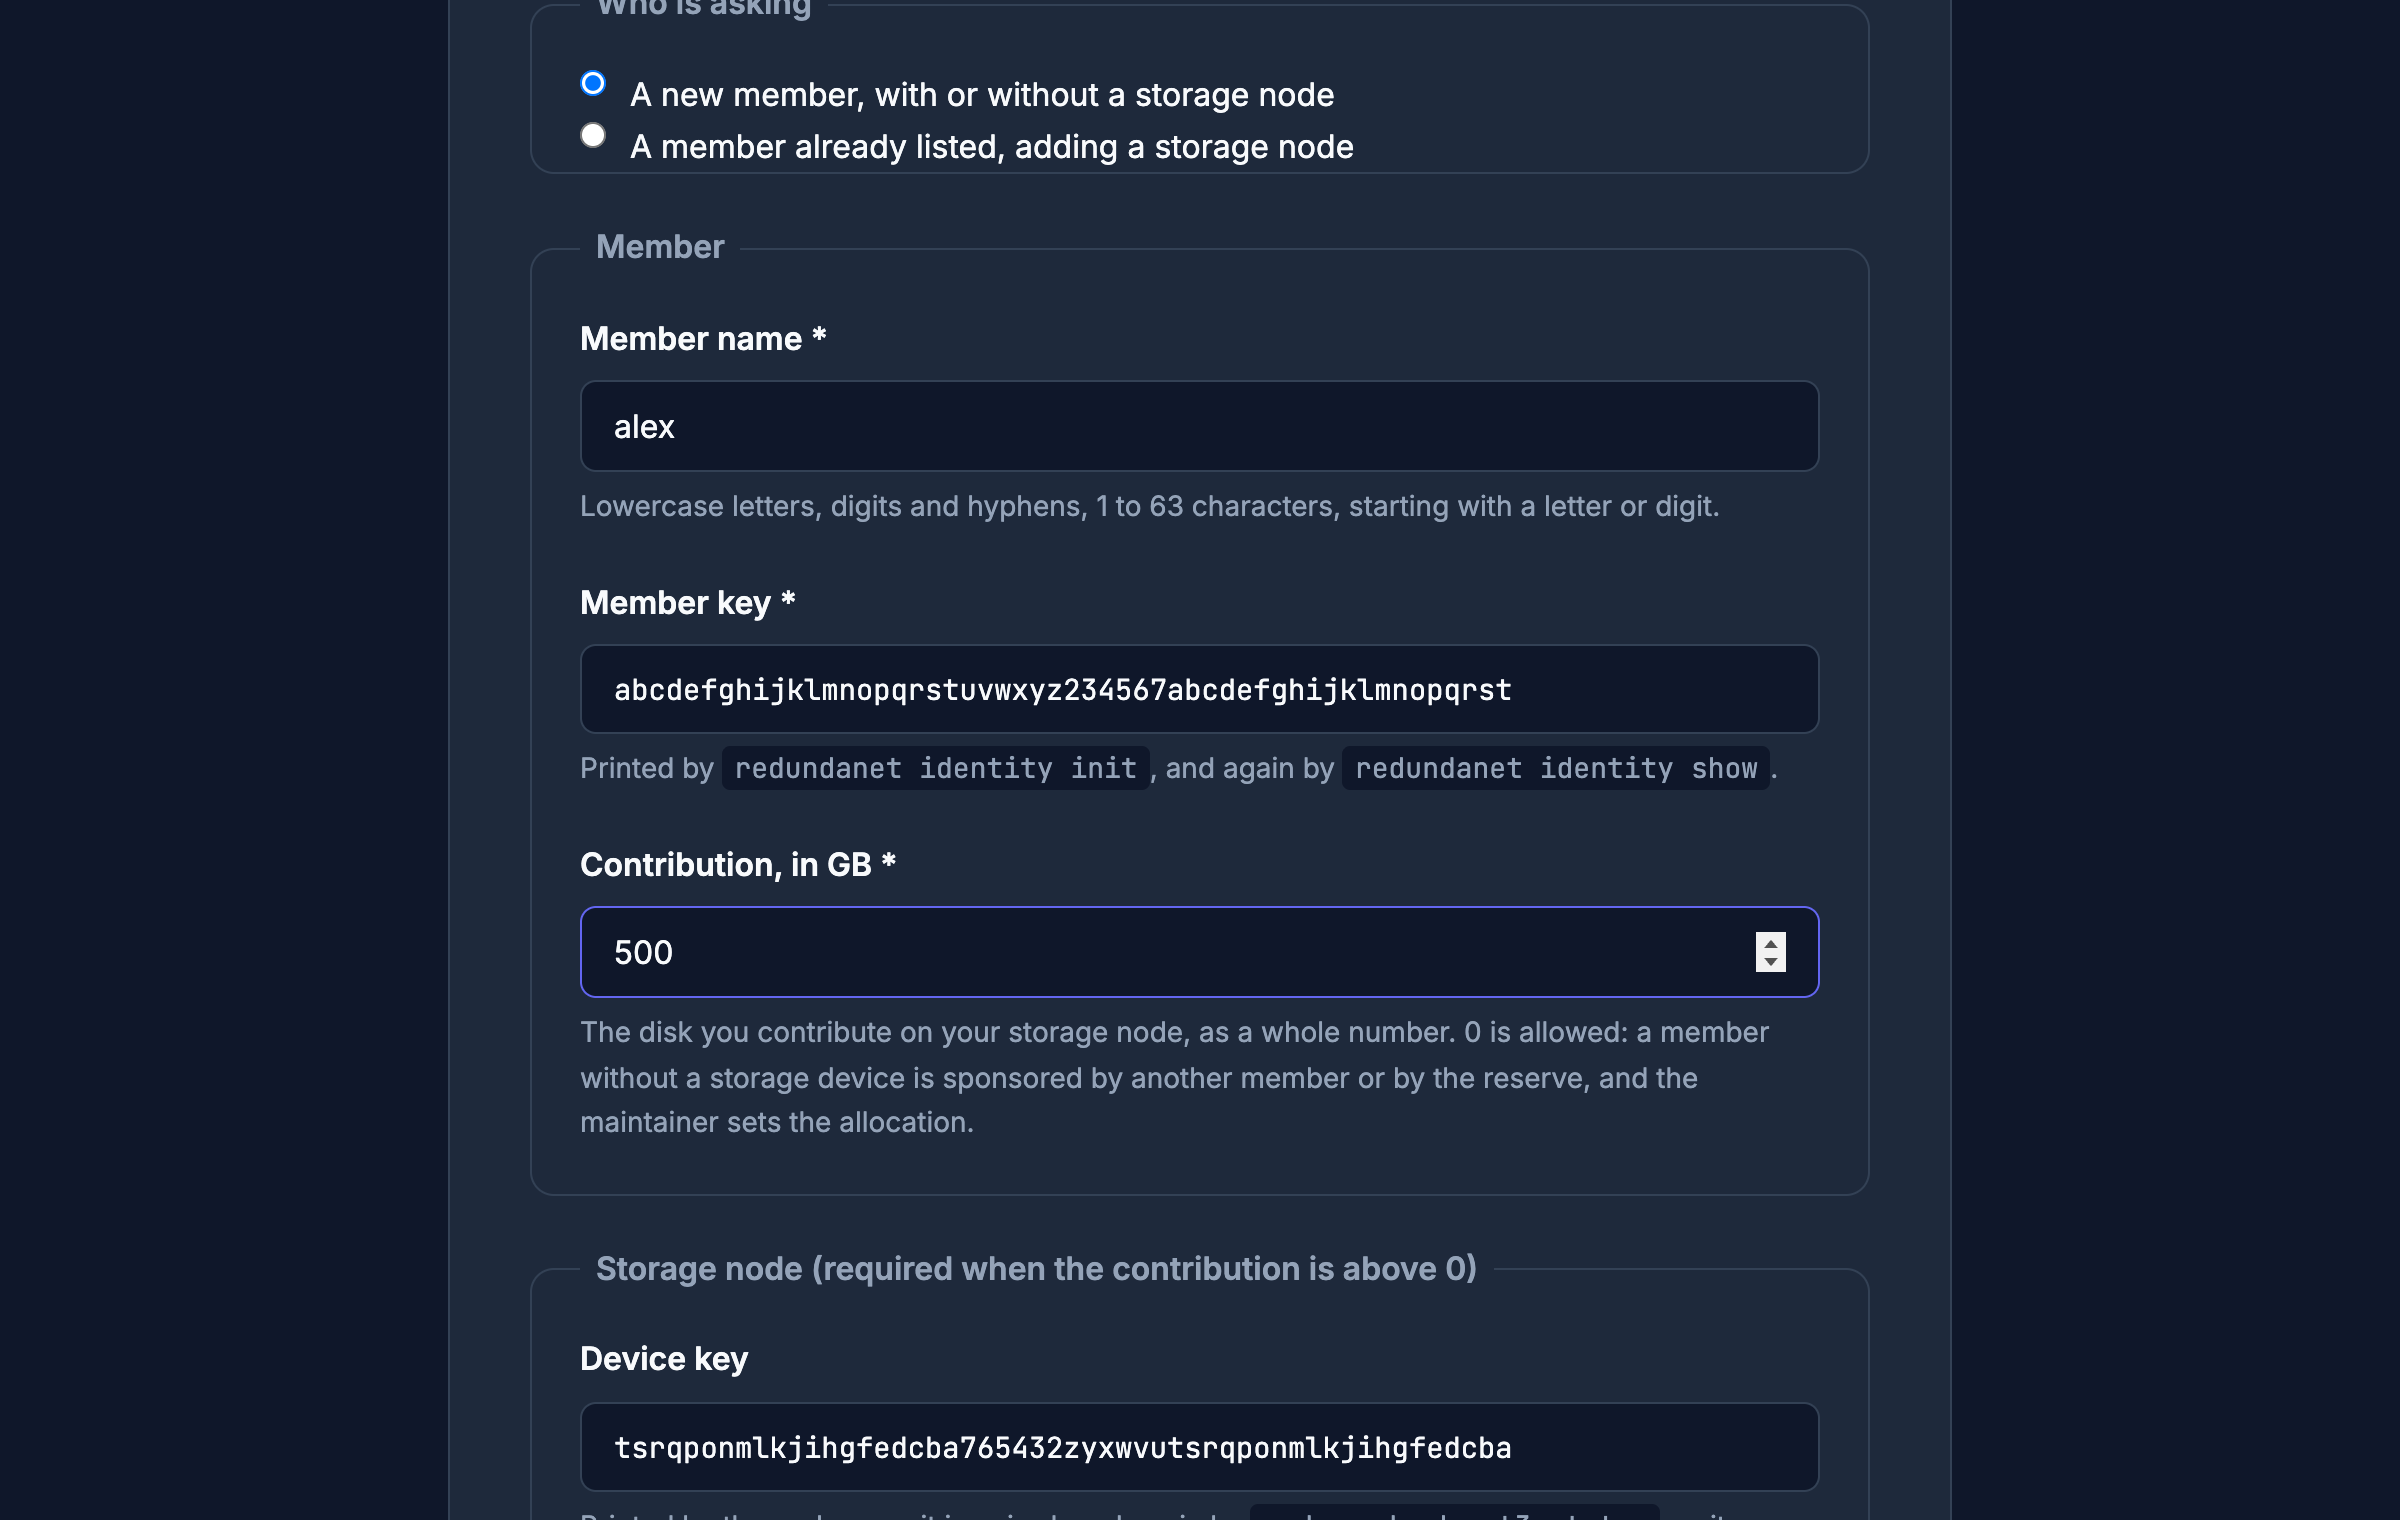 Who is asking
A new member, with or without a storage node
A member already listed, adding a storage node
Member
Member name *
alex
Lowercase letters, digits and hyphens, 1 to 63 characters, starting with a letter or digit.
Member key *
abcdefghijklmnopqrstuvwxyz234567abcdefghijklmnopqrst
Printed by redundanet identity init, and again by redundanet identity show.
Contribution, in GB *
500
The disk you contribute on your storage node, as a whole number. 0 is allowed: a member
without a storage device is sponsored by another member or by the reserve, and the
maintainer sets the allocation.
Storage node (required when the contribution is above 0)
Device key
tsrqponmlkjihgfedcba765432zyxwvutsrqponmlkjihgfedcba